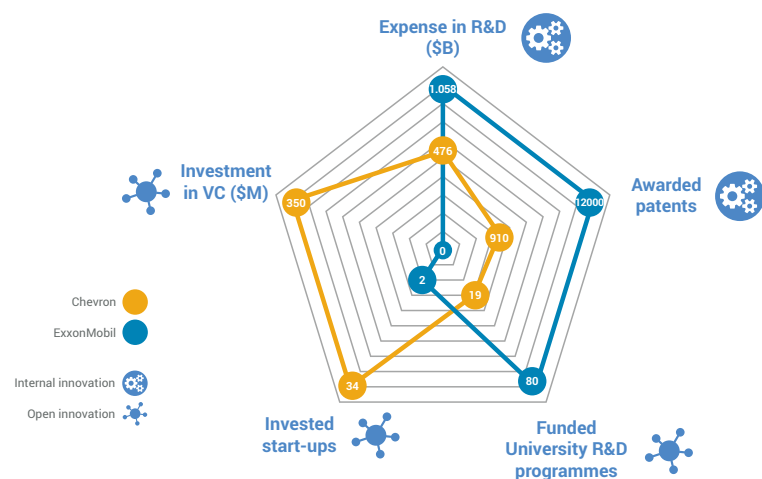 Expense in R&D
($B)
1.058
Investment
in VC ($M)
476
350
Awarded
patents
12000
910
0
2
19
Chevron
ExxonMobil
34
80
Internal innovation
Open innovation
Invested
start-ups
Funded
University R&D
programmes